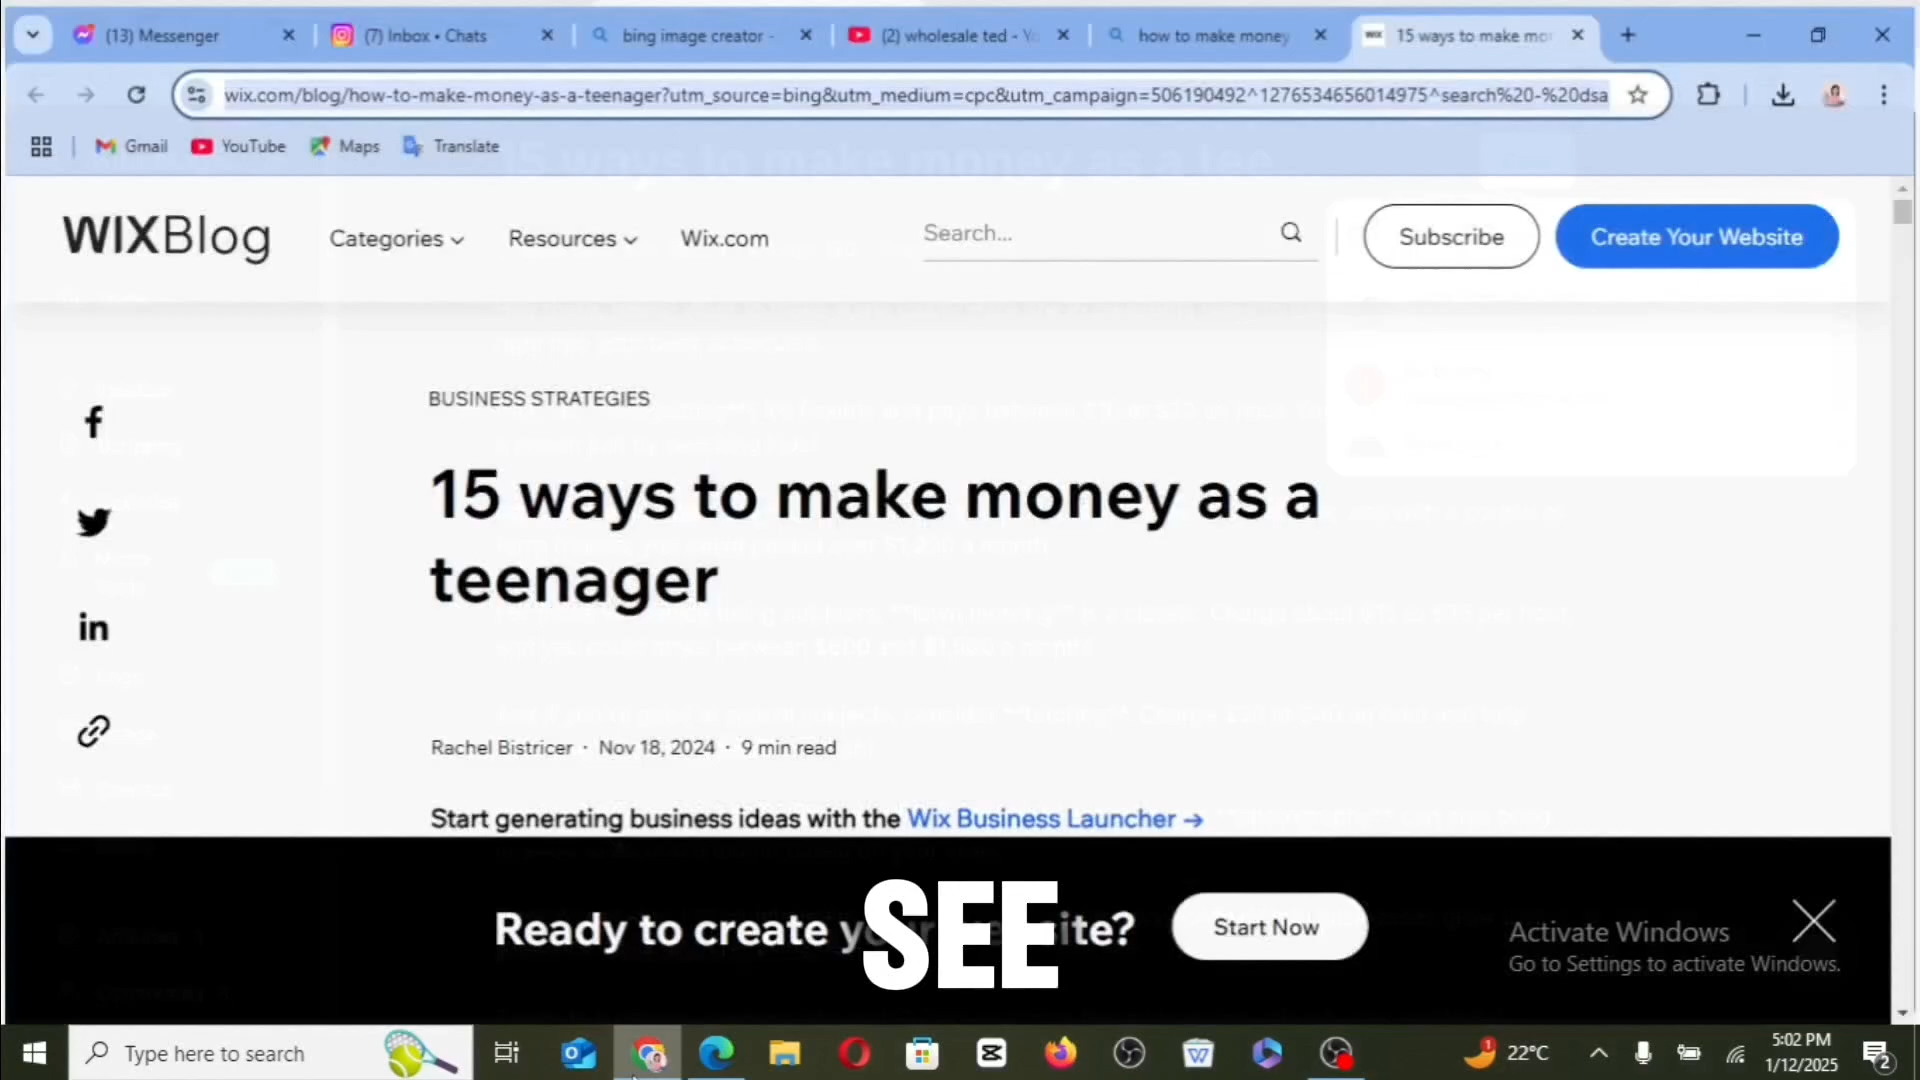 (13) Messenger
(7) Inbox • Chats
bing image creator -
(2) wholesale ted - Yo
how to make money
WIX
15 ways to make mo
wix.com/blog/how-to-make-money-as-a-teenager?utm_source=bing&utm_medium=cpc&utm_campaign=506190492^1276534656014975^search%20-%20dsa
Gmail
YouTube
Maps
Translate
WIXBlog
Categories
Resources
Wix.com
Search...
Subscribe
Create Your Website
BUSINESS STRATEGIES
15 ways to make money as a
teenager
Rachel Bistricer · Nov 18, 2024 · 9 min read
Start generating business ideas with the Wix Business Launcher →
Ready to create your site?
SEE
Start Now
Activate Windows
Go to Settings to activate Windows.
Type here to search
22°C
5:02 PM
1/12/2025
2